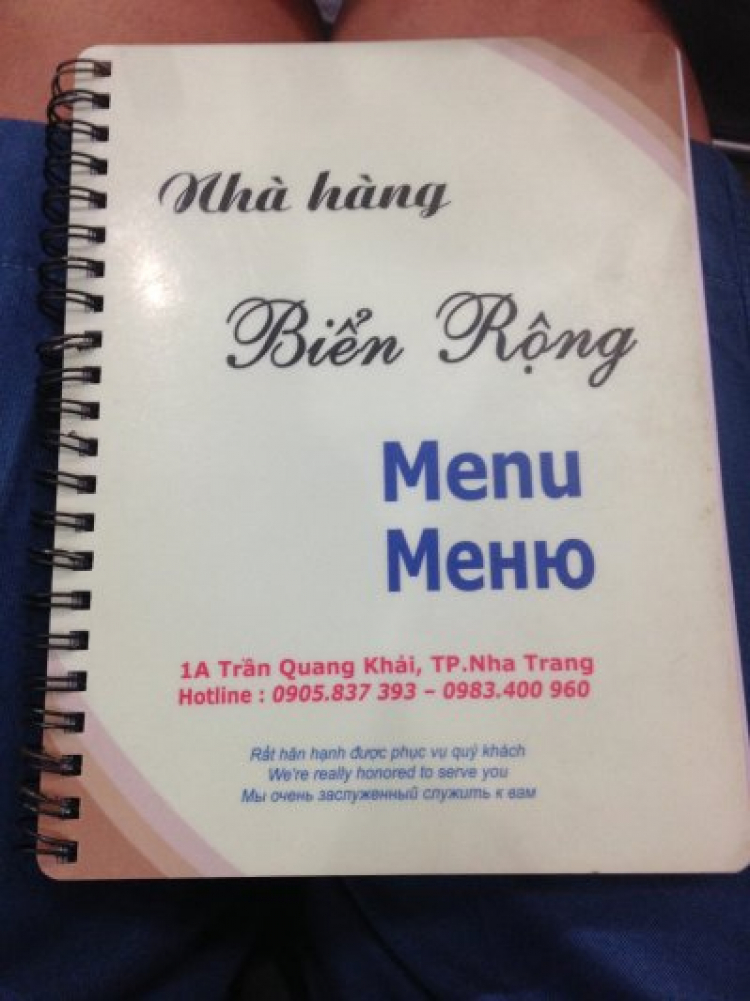 Nhà hàng
Biển Rộng
Menu
Меню
1A Trần Quang Khải, TP.Nha Trang
Hotline : 0905.837 393 – 0983.400 960
Rất hân hạnh được phục vụ quý khách
We're really honored to serve you
Мы очень заслуженный служить к вам